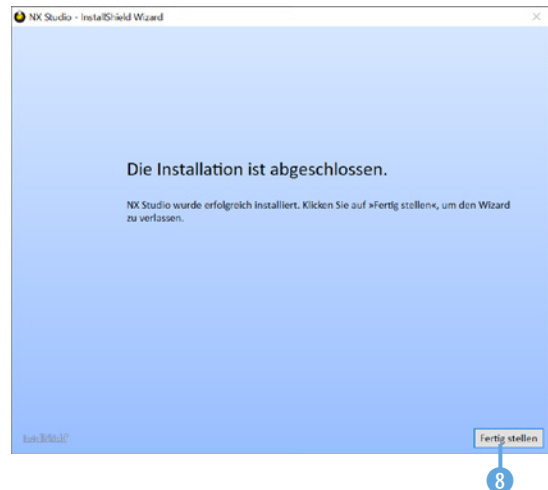 NX Studio - InstallShield Wizard
Die Installation ist abgeschlossen.
NX Studio wurde erfolgreich installiert. Klicken Sie auf »Fertig stellen«, um den Wizard
zu verlassen.
Fertig stellen
8